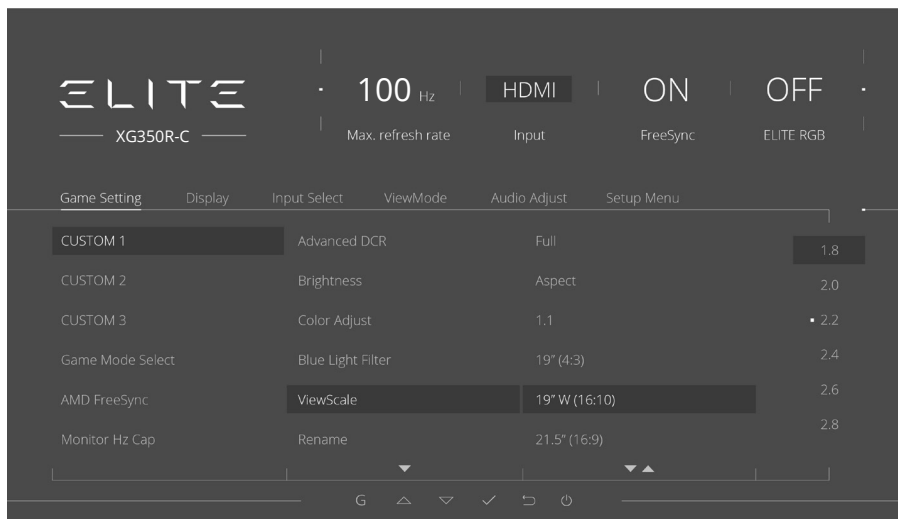 ELITE
XG350R-C
100 Hz
Max. refresh rate
HDMI
Input
ON
FreeSync
OFF
ELITE RGB
Game Setting Display Input Select ViewMode Audio Adjust Setup Menu
CUSTOM 1 Advanced DCR Full 1.8
CUSTOM 2 Brightness Aspect 2.0
CUSTOM 3 Color Adjust 1.1 2.2
Game Mode Select Blue Light Filter 19" (4:3) 2.4
AMD FreeSync ViewScale 19" W (16:10) 2.6
Monitor Hz Cap Rename 21.5" (16:9) 2.8
G